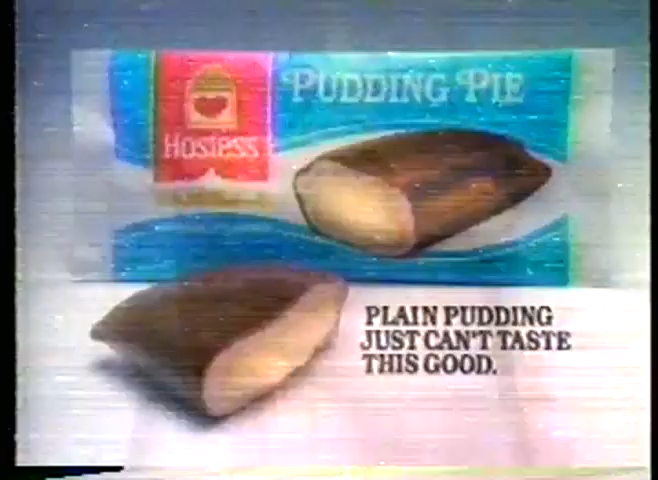 PUDDING PIE
Hostess
PLAIN PUDDING
JUST CAN'T TASTE
THIS GOOD.